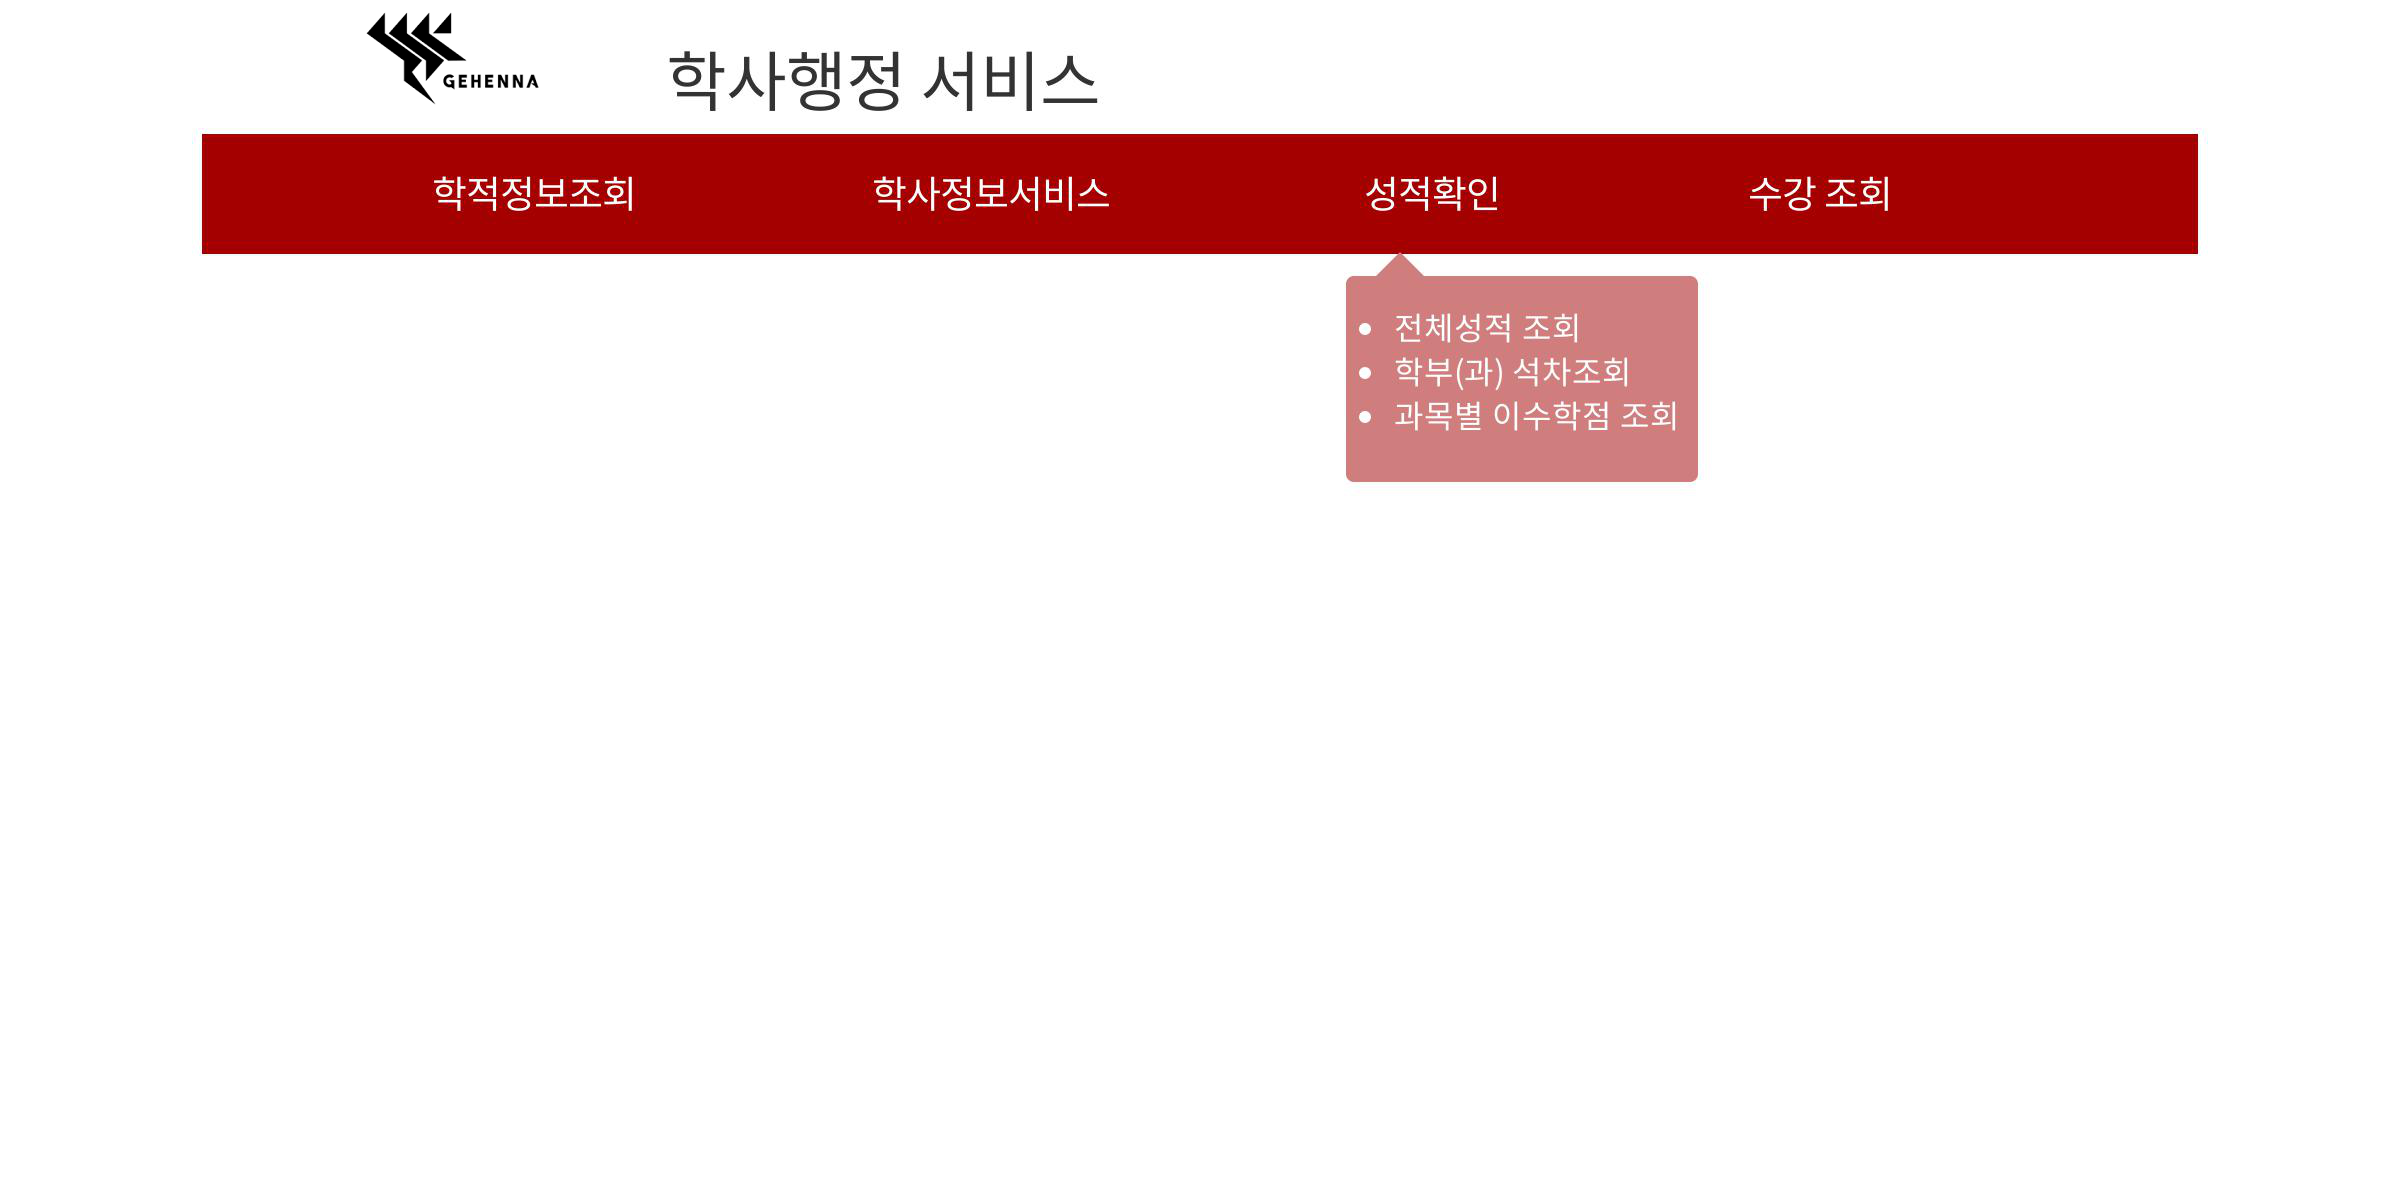 GEHENNA
학사행정 서비스
학적정보조회
학사정보서비스
성적확인
수강 조회
전체성적 조회
학부(과) 석차조회
과목별 이수학점 조회